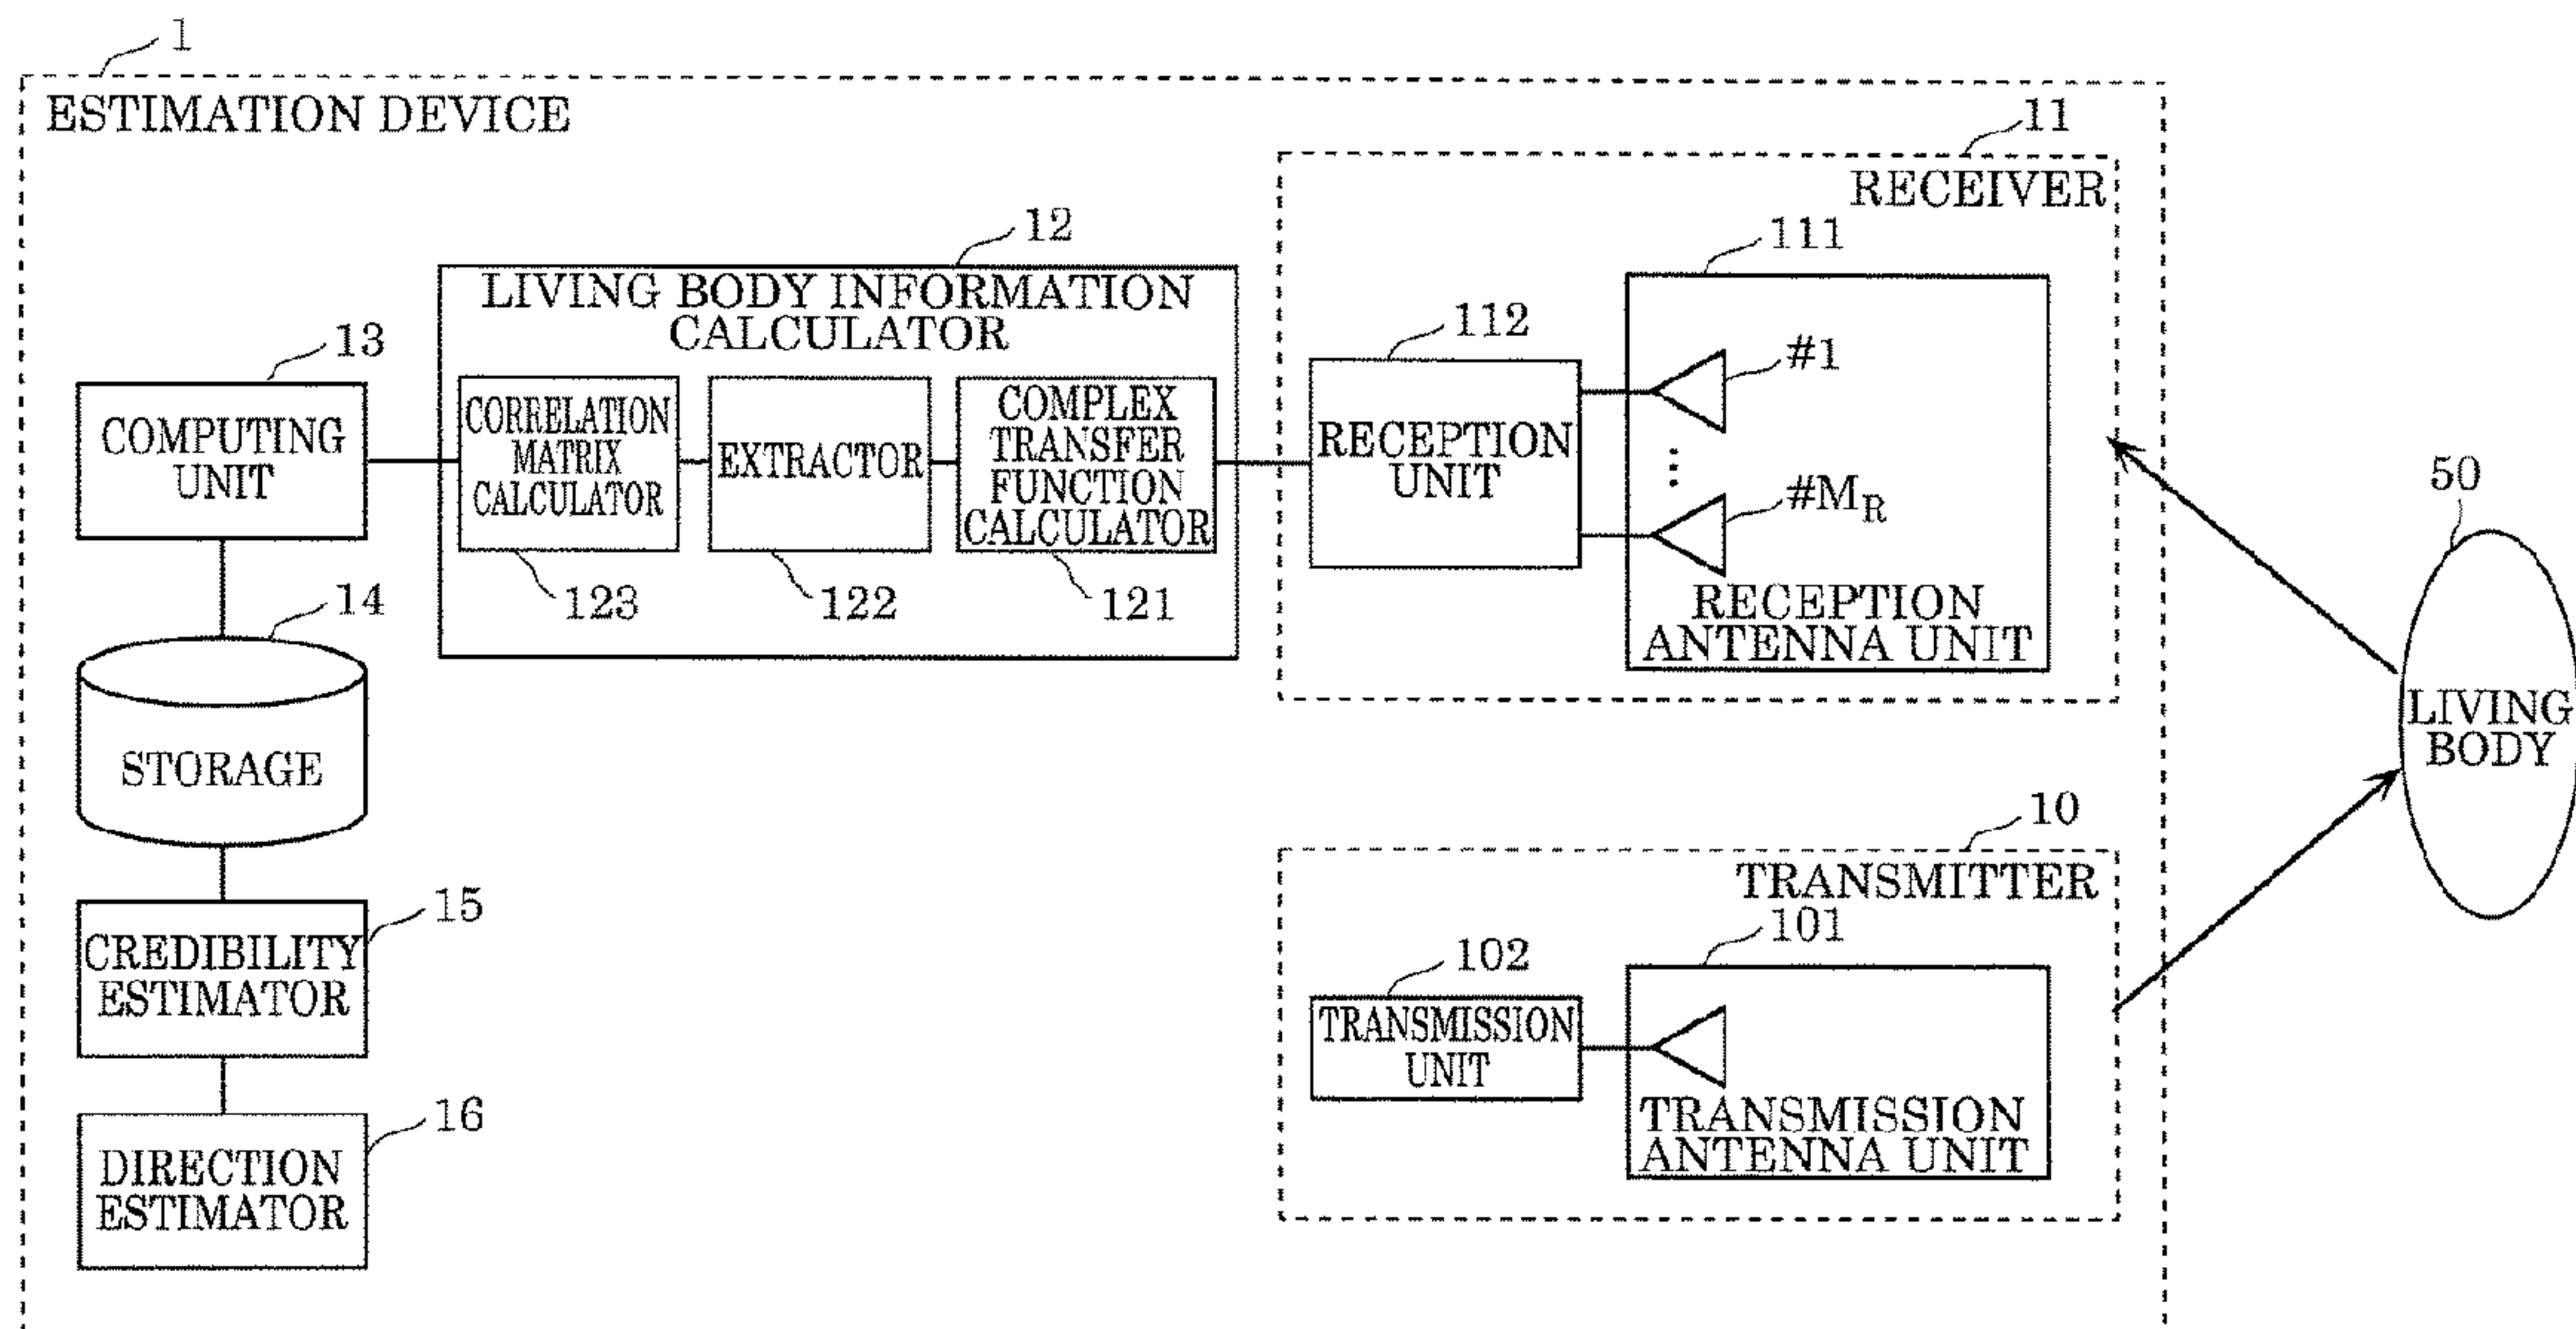 1
ESTIMATION DEVICE
11
RECEIVER
12
LIVING BODY INFORMATION
CALCULATOR
111
112
#1
...
#MR
RECEPTION
UNIT
RECEPTION
ANTENNA UNIT
13
COMPUTING
UNIT
CORRELATION
MATRIX
CALCULATOR
EXTRACTOR
COMPLEX
TRANSFER
FUNCTION
CALCULATOR
123
122
121
50
LIVING
BODY
14
STORAGE
10
TRANSMITTER
15
CREDIBILITY
ESTIMATOR
102
101
TRANSMISSION
UNIT
TRANSMISSION
ANTENNA UNIT
16
DIRECTION
ESTIMATOR